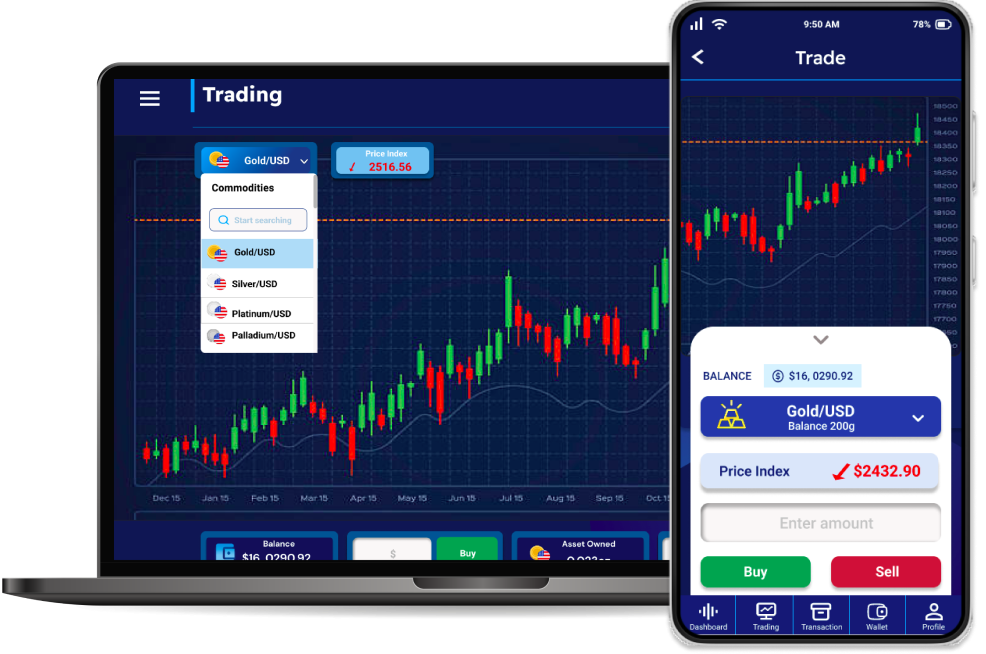 Trading
Gold/USD
Price Index
2516.56
Commodities
Start searching
Gold/USD
Silver/USD
Platinum/USD
Palladium/USD
Dec 15 Jan 15 Feb 15 Mar 15 Apr 15 May 15 Jun 15 Jul 15 Aug 15 Sep 15 Oct 1
Balance
$16, 0290.92
$
Buy
Asset Owned
9:50 AM
78%
Trade
18500
18450
18400
18350
18300
18250
18200
18150
18100
18050
18000
17950
17900
17850
17800
17750
17700
BALANCE
$ $16, 0290.92
Gold/USD
Balance 200g
Price Index
$2432.90
Enter amount
Buy
Sell
Dashboard Trading Transaction Wallet Profile